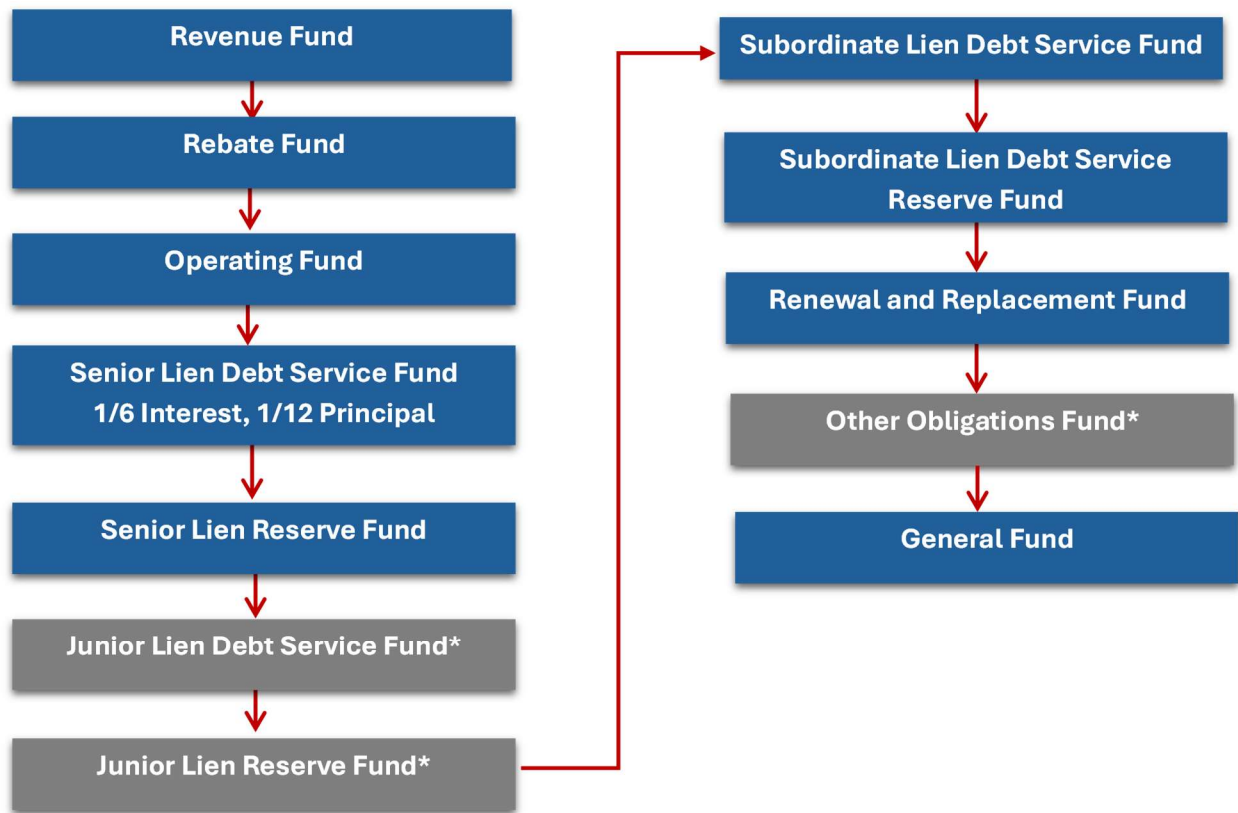 Revenue Fund
Rebate Fund
Operating Fund
Senior Lien Debt Service Fund
1/6 Interest, 1/12 Principal
Senior Lien Reserve Fund
Junior Lien Debt Service Fund*
Junior Lien Reserve Fund*
Subordinate Lien Debt Service Fund
Subordinate Lien Debt Service
Reserve Fund
Renewal and Replacement Fund
Other Obligations Fund*
General Fund